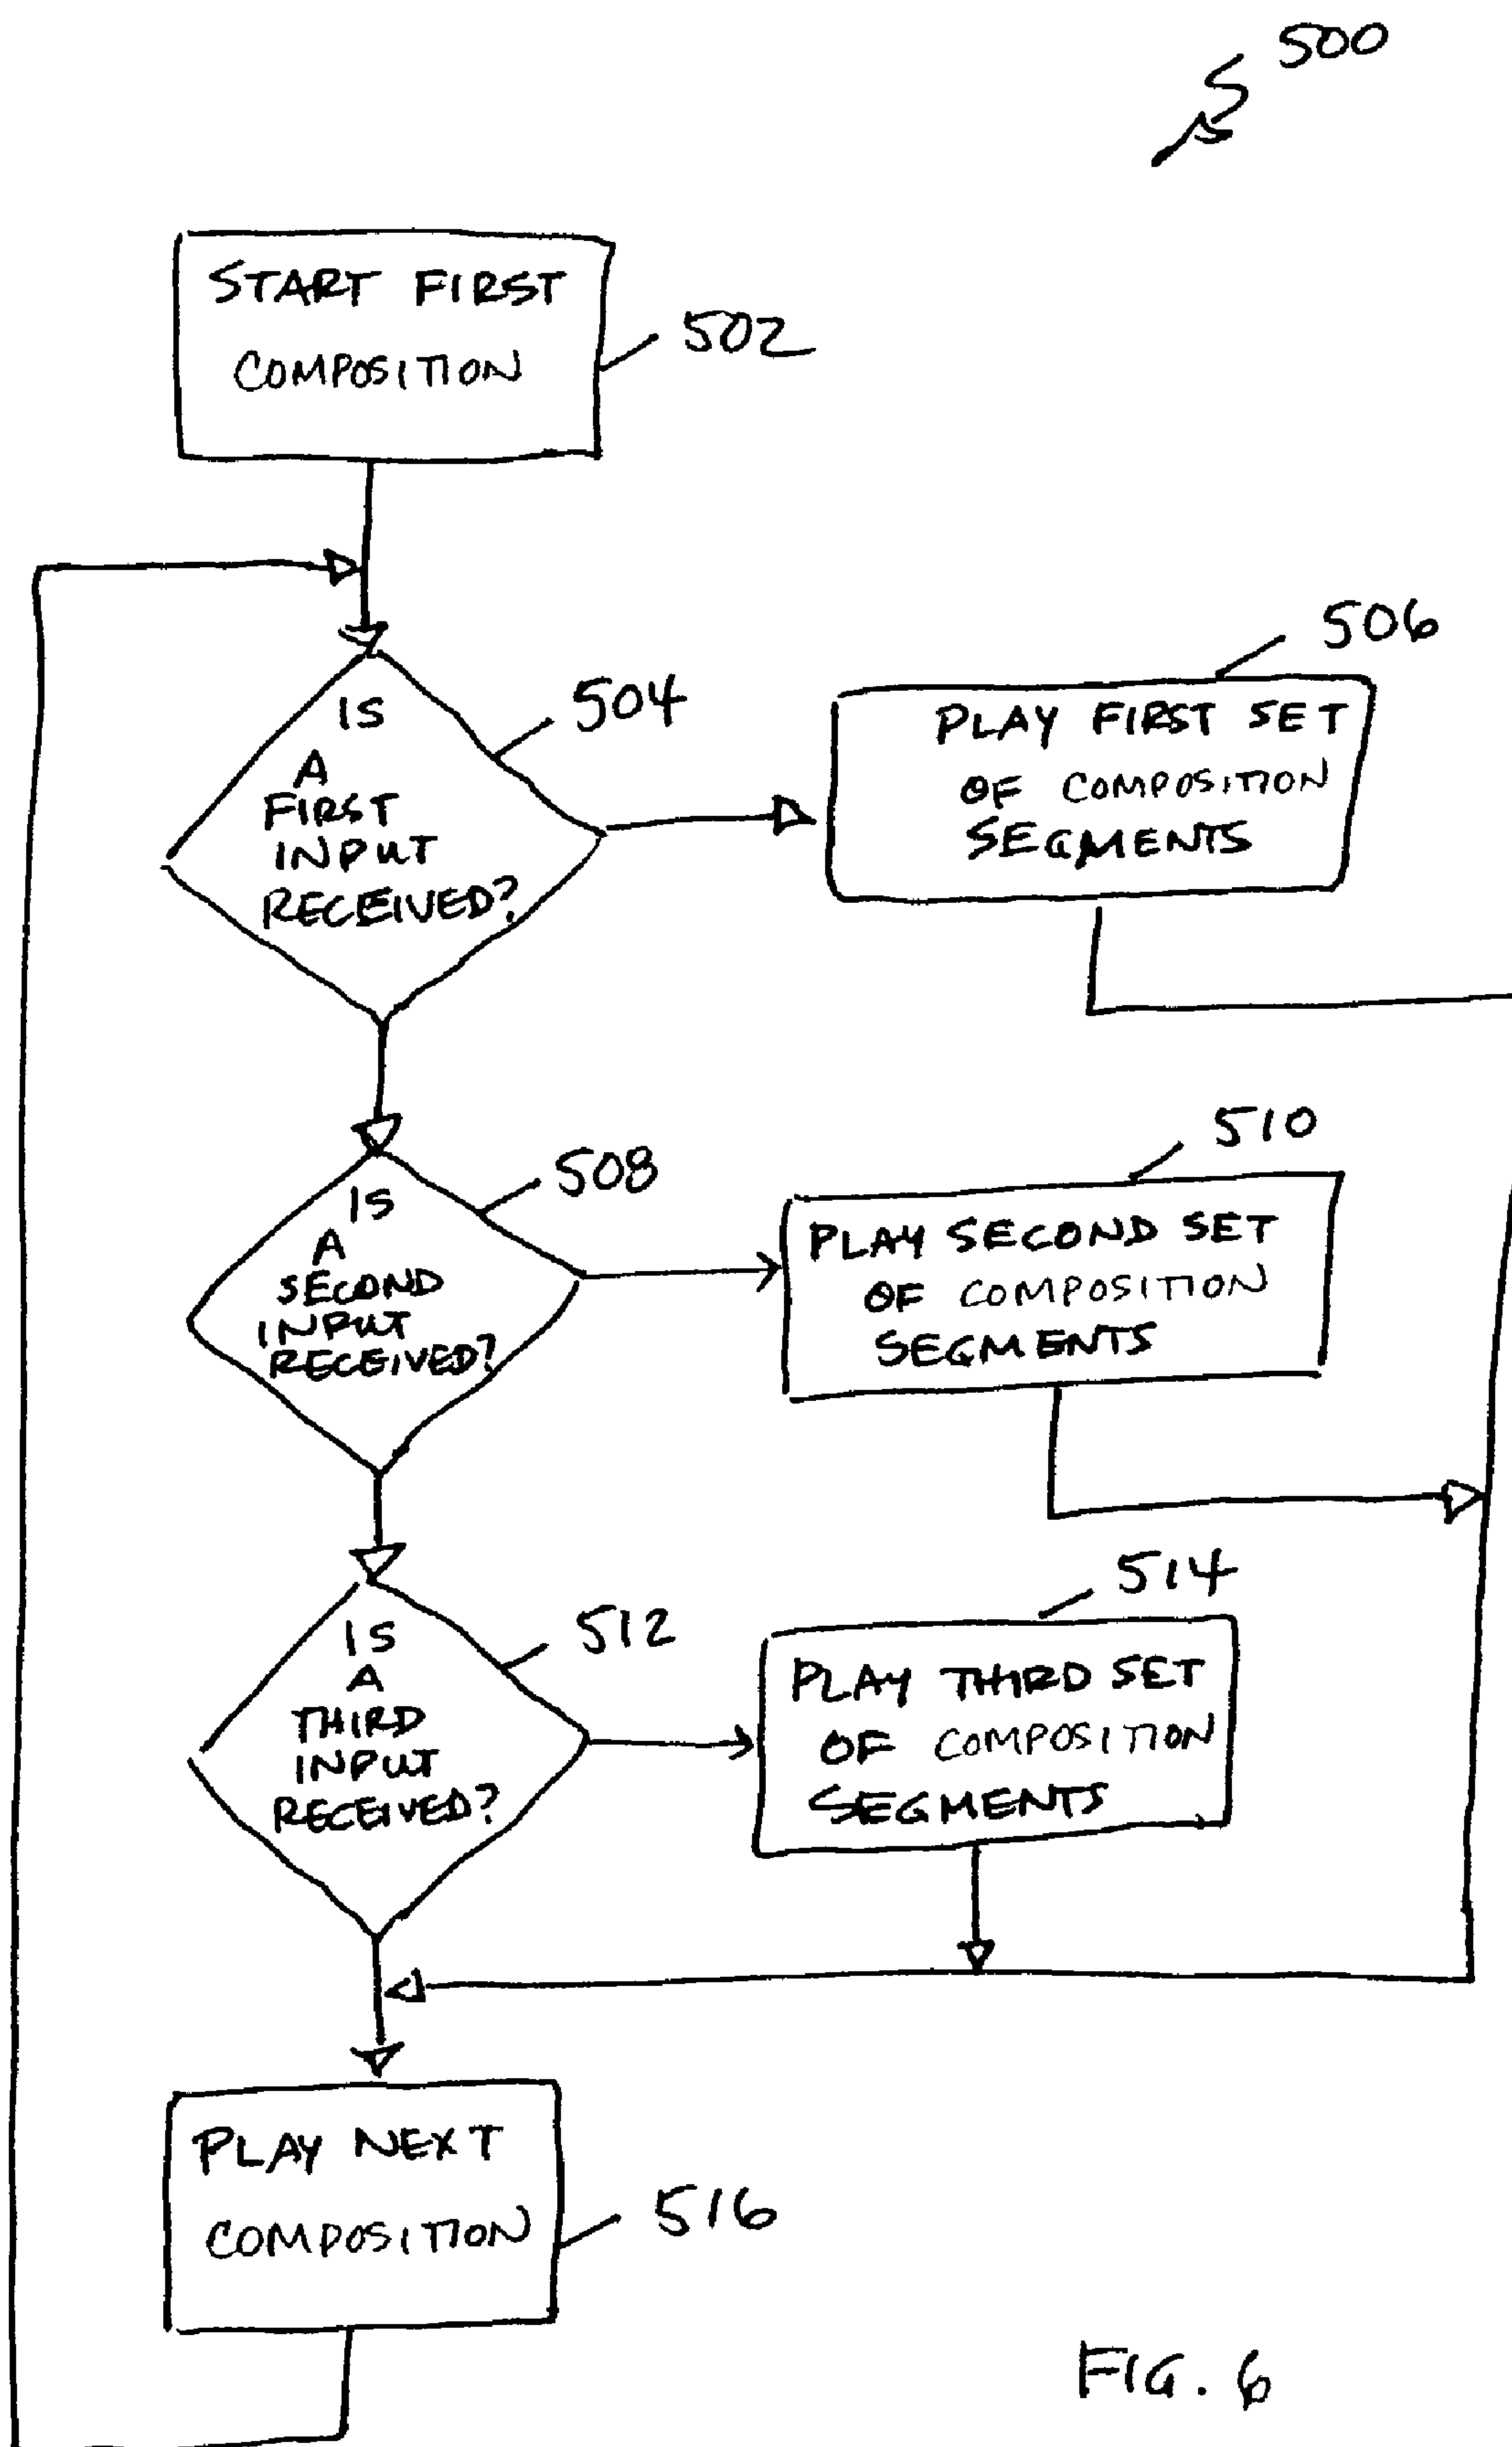 500
START FIRST
COMPOSITION
502
IS
A
FIRST
INPUT
RECEIVED?
504
506
PLAY FIRST SET
OF COMPOSITION
SEGMENTS
IS
A
SECOND
INPUT
RECEIVED?
508
510
PLAY SECOND SET
OF COMPOSITION
SEGMENTS
IS
A
THIRD
INPUT
RECEIVED?
512
514
PLAY THIRD SET
OF COMPOSITION
SEGMENTS
PLAY NEXT
COMPOSITION
516
FIG. 6